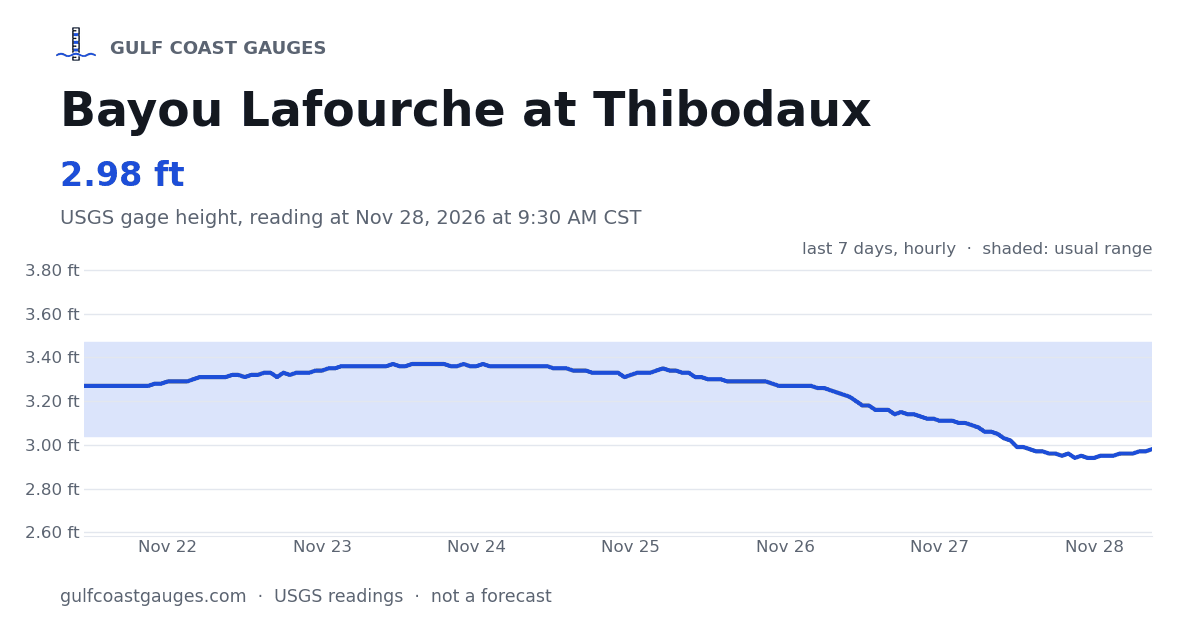 GULF COAST GAUGES
Bayou Lafourche at Thibodaux
2.98 ft
USGS gage height, reading at Nov 28, 2026 at 9:30 AM CST
last 7 days, hourly · shaded: usual range
3.80 ft
3.60 ft
3.40 ft
3.20 ft
3.00 ft
2.80 ft
2.60 ft
Nov 22 Nov 23 Nov 24 Nov 25 Nov 26 Nov 27 Nov 28
gulfcoastgauges.com · USGS readings · not a forecast